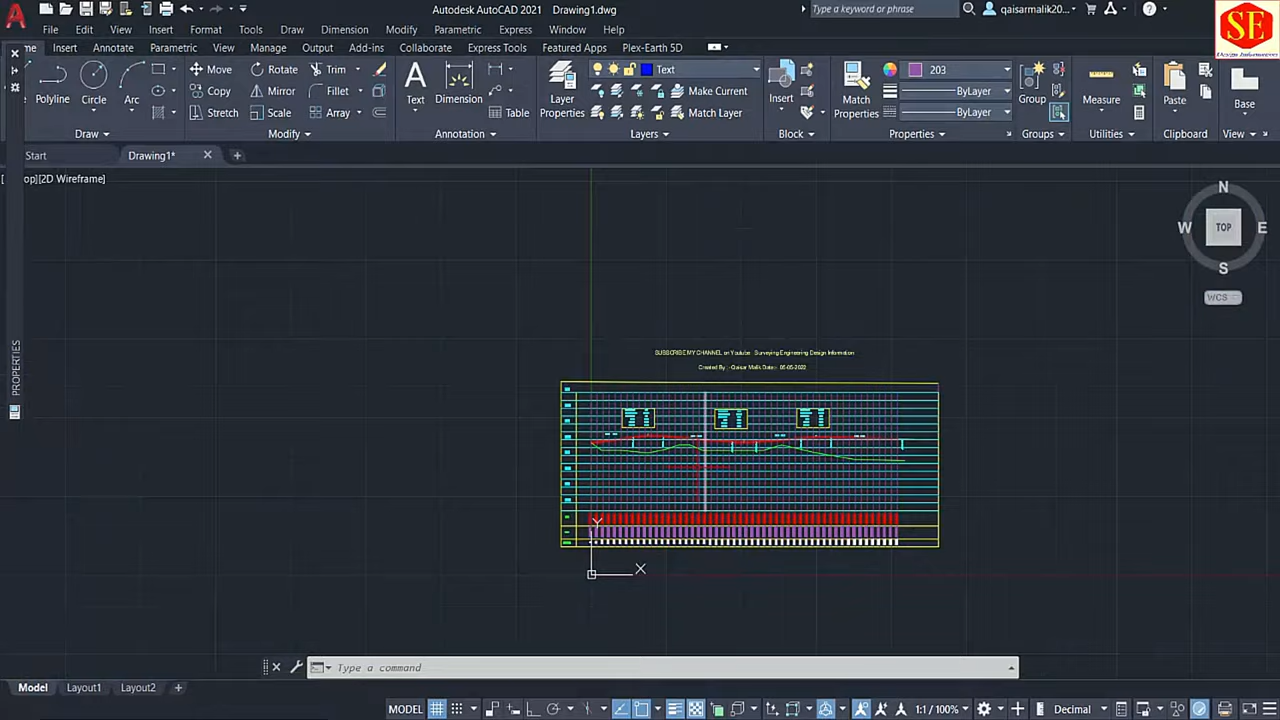 Autodesk AutoCAD 2021 Drawing1.dwg
Type a keyword or phrase
qaisarmalik20...
SE
Design Informations
File Edit View Insert Format Tools Draw Dimension Modify Parametric Express Window Help
Insert Annotate Parametric View Manage Output Add-ins Collaborate Express Tools Featured Apps Plex-Earth 5D
Polyline Circle Arc
Draw
Move Rotate Trim
Copy Mirror Fillet
Stretch Scale Array
Modify
Text Dimension Table
Annotation
Layer Properties
Text
Make Current
Match Layer
Layers
Insert
Block
Match Properties
203
ByLayer
ByLayer
Properties
Group
Groups
Measure
Utilities
Paste
Clipboard
Base
View
Start Drawing1*
[2D Wireframe]
N
W TOP E
S
WCS
PROPERTIES
SUBSCRIBE MY CHANNEL on Youtube Surveying Engineering Design Information
Created By :- Qaisar Malik Date:- 05-05-2022
Y
X
Type a command
Model Layout1 Layout2
MODEL 1:1 / 100% Decimal